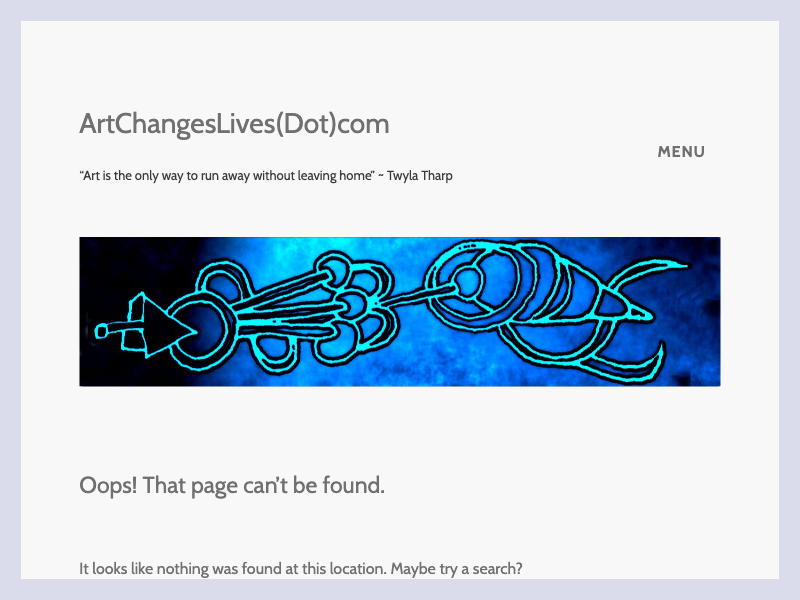 ArtChangesLives(Dot)com
MENU
“Art is the only way to run away without leaving home” ~ Twyla Tharp
Oops! That page can’t be found.
It looks like nothing was found at this location. Maybe try a search?